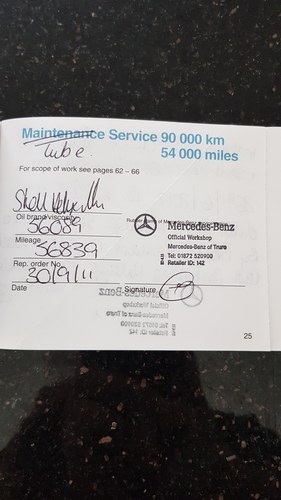 Maintenance Service 90 000 km
Tube
54 000 miles
For scope of work see pages 62 – 66
Shell
Oil brand/viscosity
56089
Mileage
56839
Rep. order No.
30/9/11
Date
Mercedes-Benz
Official Workshop
Mercedes-Benz of Truro
Tel: 01872 520900
Retailer ID: 142
Signature
25